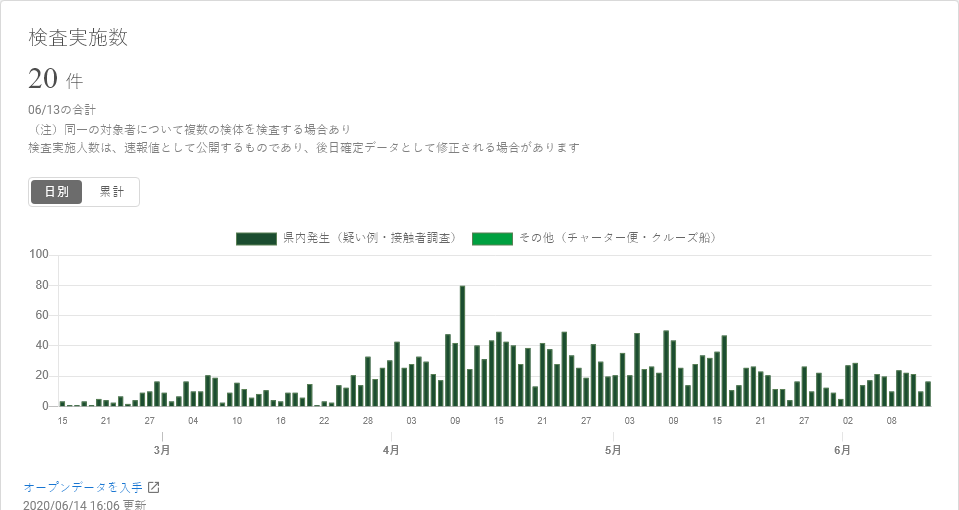 検査実施数
20 件
06/13の合計
（注）同一の対象者について複数の検体を検査する場合あり
検査実施人数は、速報値として公開するものであり、後日確定データとして修正される場合があります
日別 累計
県内発生（疑い例・接触者調査） その他（チャーター便・クルーズ船）
100
80
60
40
20
0
15 21 27 04 10 16 22 28 03 09 15 21 27 03 09 15 21 27 02 08
3月 4月 5月 6月
オープンデータを入手
2020/06/14 16:06 更新